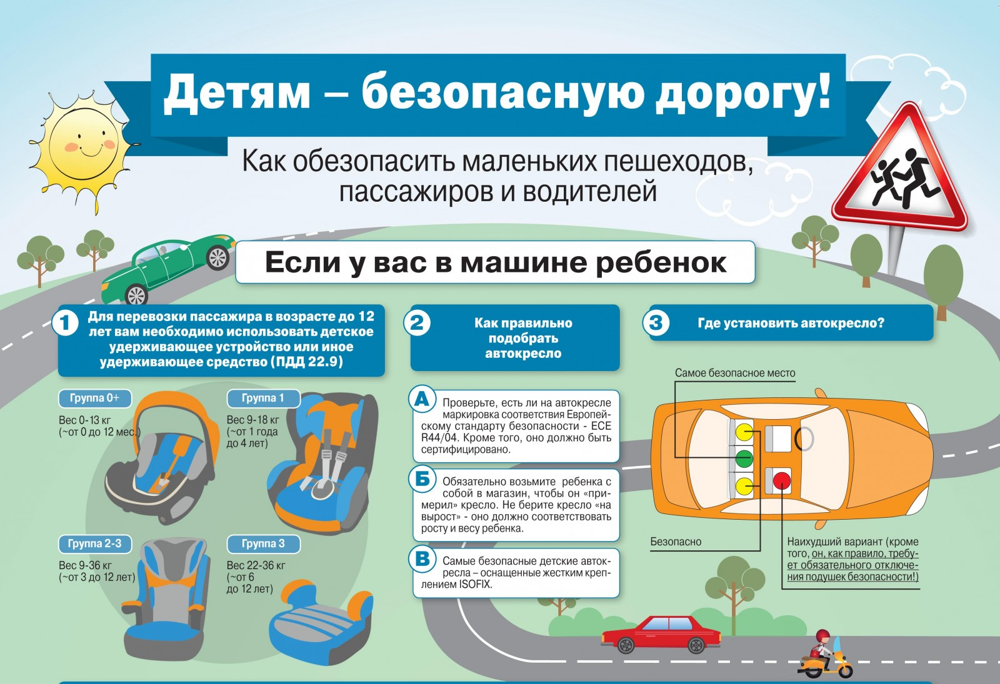 Детям – безопасную дорогу!
Как обезопасить маленьких пешеходов,
пассажиров и водителей
Если у вас в машине ребенок
1
Для перевозки пассажира в возрасте до 12
лет вам необходимо использовать детское
удерживающее устройство или иное
удерживающее средство (ПДД 22.9)
Группа 0+
Вес 0-13 кг
(~от 0 до 12 мес.)
Группа 1
Вес 9-18 кг
(~от 1 года
до 4 лет)
Группа 2-3
Вес 9-36 кг
(~от 3 до 12 лет)
Группа 3
Вес 22-36 кг
(~от 6
до 12 лет)
2
Как правильно
подобрать
автокресло
А
Проверьте, есть ли на автокресле
маркировка соответствия Европей-
скому стандарту безопасности - ECE
R44/04. Кроме того, оно должно быть
сертифицировано.
Б
Обязательно возьмите ребенка с
собой в магазин, чтобы он «при-
мерил» кресло. Не берите кресло «на
вырост» - оно должно соответствовать
росту и весу ребенка.
В
Самые безопасные детские авток-
ресла – оснащенные жестким креп-
лением ISOFIX.
3
Где установить автокресло?
Самое безопасное место
Безопасно
Наихудший вариант (кроме
того, он, как правило, требу-
ет обязательного отключе-
ния подушек безопасности!)